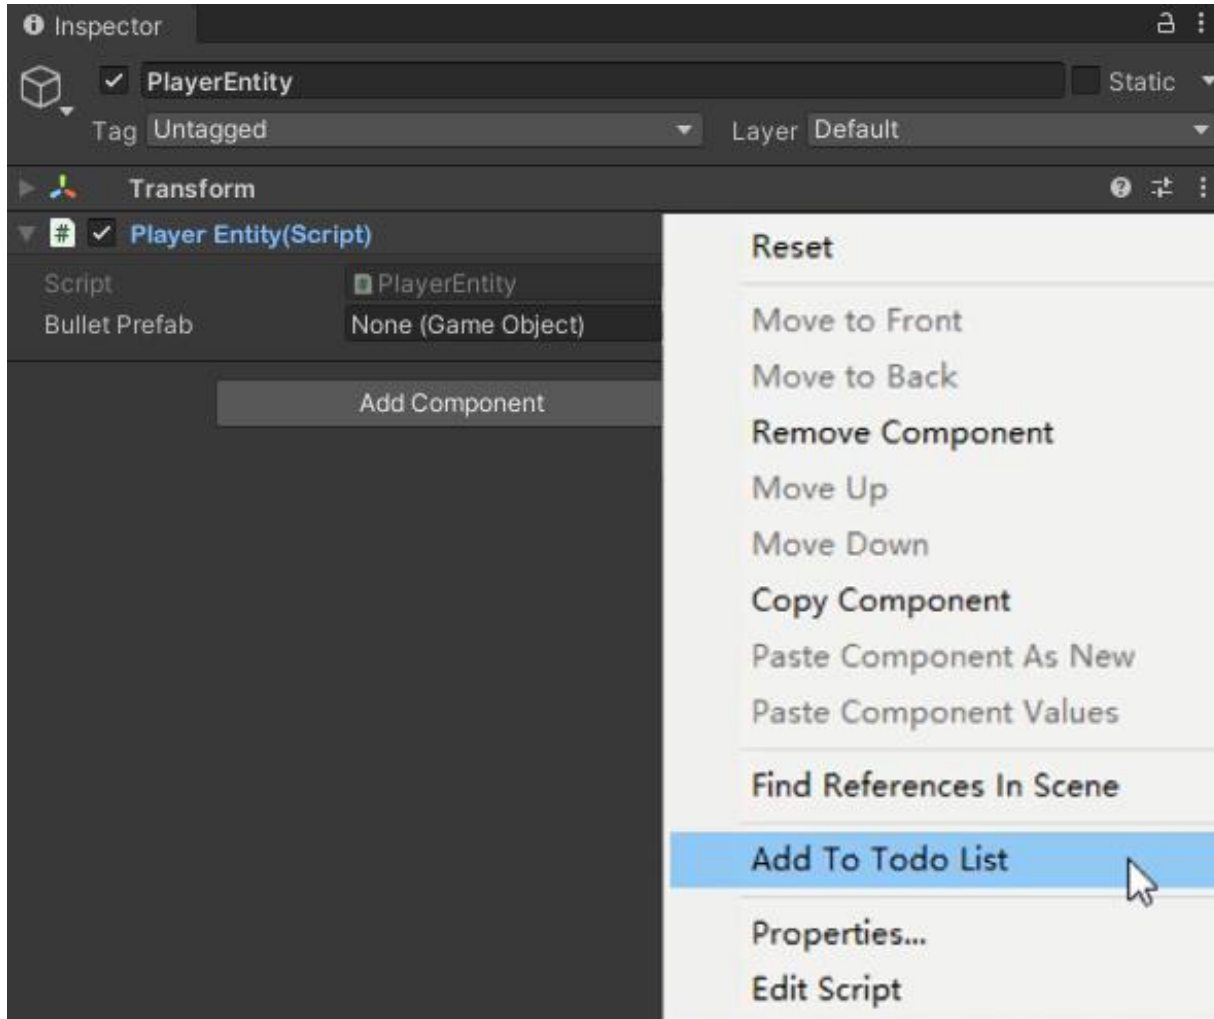 Inspector
PlayerEntity
Static
Tag Untagged
Layer Default
Transform
# Player Entity(Script)
Script
PlayerEntity
Bullet Prefab
None (Game Object)
Add Component
Reset
Move to Front
Move to Back
Remove Component
Move Up
Move Down
Copy Component
Paste Component As New
Paste Component Values
Find References In Scene
Add To Todo List
Properties...
Edit Script